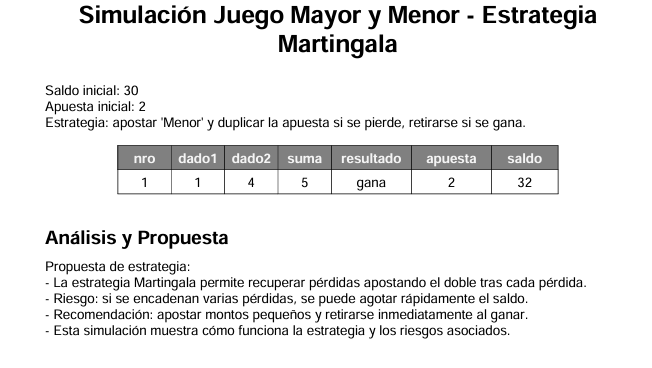 Simulación Juego Mayor y Menor - Estrategia
Martingala
Saldo inicial: 30
Apuesta inicial: 2
Estrategia: apostar 'Menor' y duplicar la apuesta si se pierde, retirarse si se gana.
nro dado1 dado2 suma resultado apuesta saldo
1 1 4 5 gana 2 32
Análisis y Propuesta
Propuesta de estrategia:
- La estrategia Martingala permite recuperar pérdidas apostando el doble tras cada pérdida.
- Riesgo: si se encadenan varias pérdidas, se puede agotar rápidamente el saldo.
- Recomendación: apostar montos pequeños y retirarse inmediatamente al ganar.
- Esta simulación muestra cómo funciona la estrategia y los riesgos asociados.